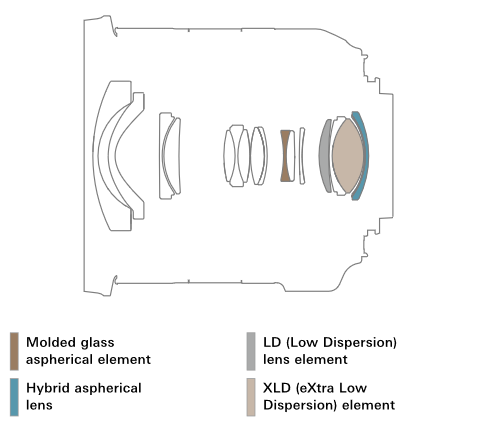 Molded glass
aspherical element
Hybrid aspherical
lens
LD (Low Dispersion)
lens element
XLD (eXtra Low
Dispersion) element